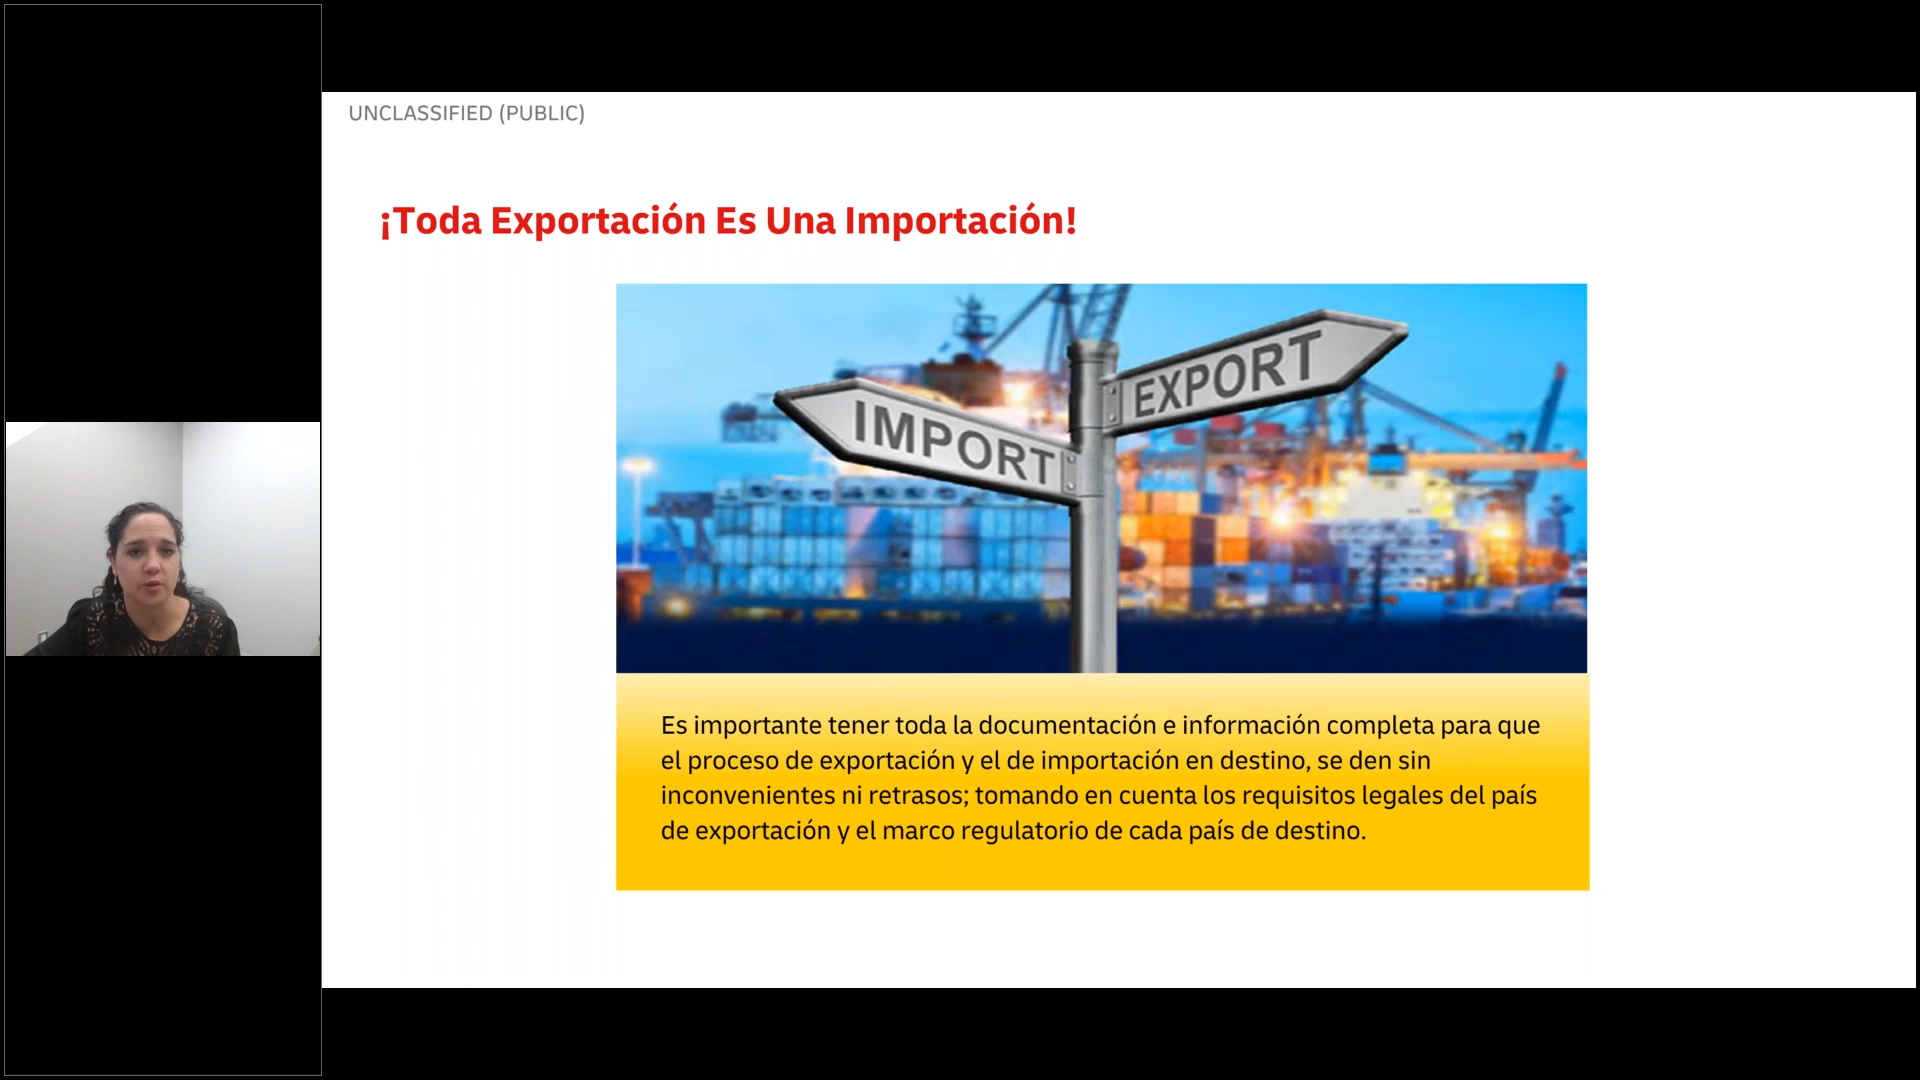 UNCLASSIFIED (PUBLIC)
¡Toda Exportación Es Una Importación!
IMPORT
EXPORT
Es importante tener toda la documentación e información completa para que
el proceso de exportación y el de importación en destino, se den sin
inconvenientes ni retrasos; tomando en cuenta los requisitos legales del país
de exportación y el marco regulatorio de cada país de destino.